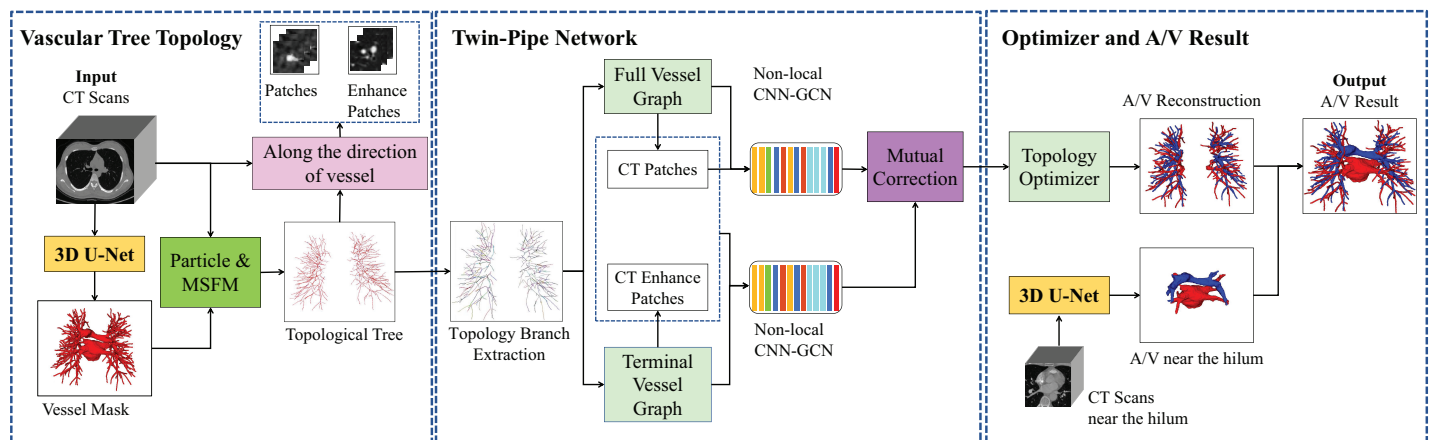 Vascular Tree Topology
Input
CT Scans
Patches
Enhance
Patches
Along the direction
of vessel
3D U-Net
Particle &
MSFM
Vessel Mask
Topological Tree
Twin-Pipe Network
Topology Branch
Extraction
Full Vessel
Graph
CT Patches
CT Enhance
Patches
Terminal
Vessel
Graph
Non-local
CNN-GCN
Non-local
CNN-GCN
Mutual
Correction
Optimizer and A/V Result
Topology
Optimizer
A/V Reconstruction
Output
A/V Result
3D U-Net
A/V near the hilum
CT Scans
near the hilum